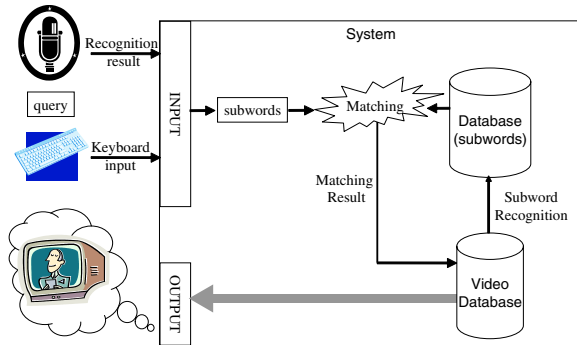 System
Recognition
result
query
Keyboard
input
INPUT
subwords
Matching
Database
(subwords)
Matching
Result
Subword
Recognition
OUTPUT
Video
Database